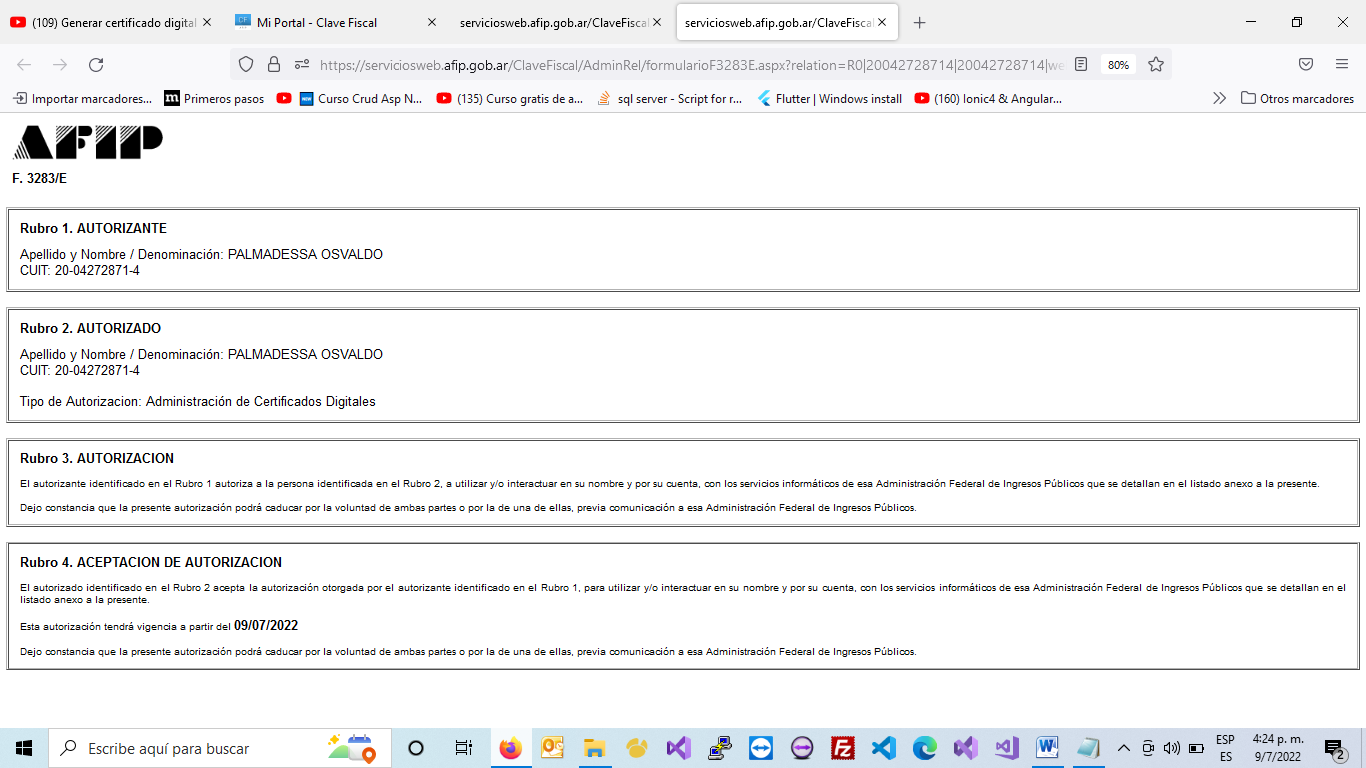 (109) Generar certificado digital
Mi Portal - Clave Fiscal
serviciosweb.afip.gob.ar/ClaveFiscal
serviciosweb.afip.gob.ar/ClaveFiscal
https://serviciosweb.afip.gob.ar/ClaveFiscal/AdminRel/formularioF3283E.aspx?relation=R0|20042728714|20042728714|we
80%
Importar marcadores...
m Primeros pasos
Curso Crud Asp N...
(135) Curso gratis de a...
sql server - Script for r...
Flutter | Windows install
(160) Ionic4 & Angular...
Otros marcadores
AFIP
F. 3283/E
Rubro 1. AUTORIZANTE
Apellido y Nombre / Denominación: PALMADESSA OSVALDO
CUIT: 20-04272871-4
Rubro 2. AUTORIZADO
Apellido y Nombre / Denominación: PALMADESSA OSVALDO
CUIT: 20-04272871-4
Tipo de Autorizacion: Administración de Certificados Digitales
Rubro 3. AUTORIZACION
El autorizante identificado en el Rubro 1 autoriza a la persona identificada en el Rubro 2, a utilizar y/o interactuar en su nombre y por su cuenta, con los servicios informáticos de esa Administración Federal de Ingresos Públicos que se detallan en el listado anexo a la presente.
Dejo constancia que la presente autorización podrá caducar por la voluntad de ambas partes o por la de una de ellas, previa comunicación a esa Administración Federal de Ingresos Públicos.
Rubro 4. ACEPTACION DE AUTORIZACION
El autorizado identificado en el Rubro 2 acepta la autorización otorgada por el autorizante identificado en el Rubro 1, para utilizar y/o interactuar en su nombre y por su cuenta, con los servicios informáticos de esa Administración Federal de Ingresos Públicos que se detallan en el
listado anexo a la presente.
Esta autorización tendrá vigencia a partir del 09/07/2022
Dejo constancia que la presente autorización podrá caducar por la voluntad de ambas partes o por la de una de ellas, previa comunicación a esa Administración Federal de Ingresos Públicos.
Escribe aquí para buscar
ESP
ES
4:24 p. m.
9/7/2022
2